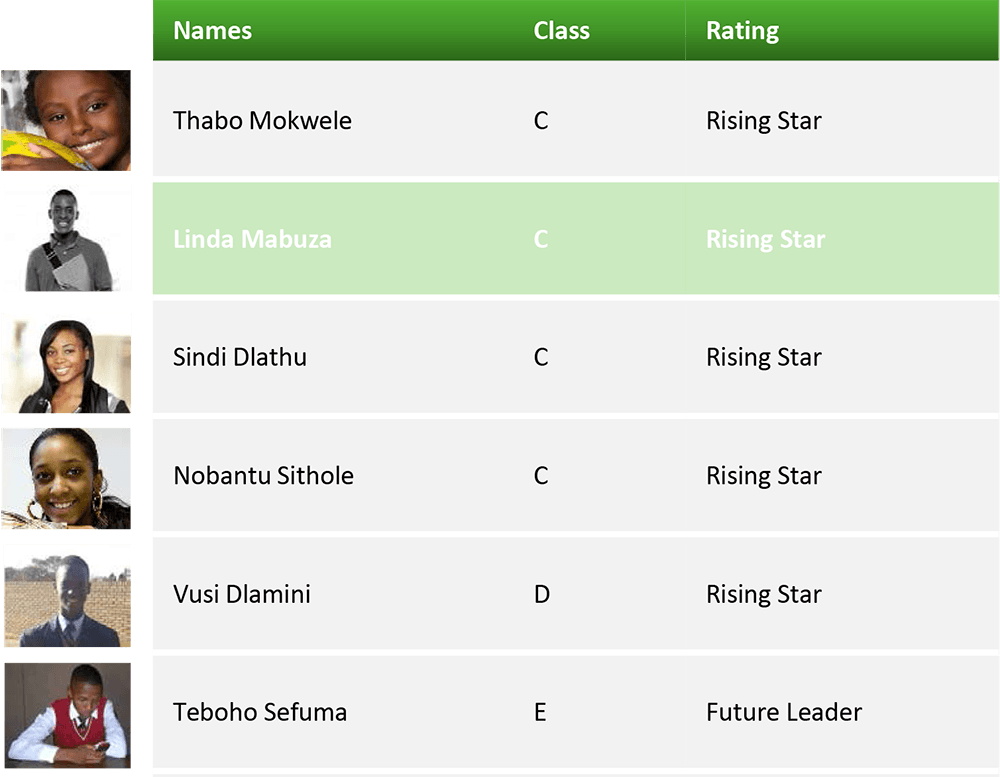 Names Class Rating
Thabo Mokwele C Rising Star
Linda Mabuza C Rising Star
Sindi Dlathu C Rising Star
Nobantu Sithole C Rising Star
Vusi Dlamini D Rising Star
Teboho Sefuma E Future Leader